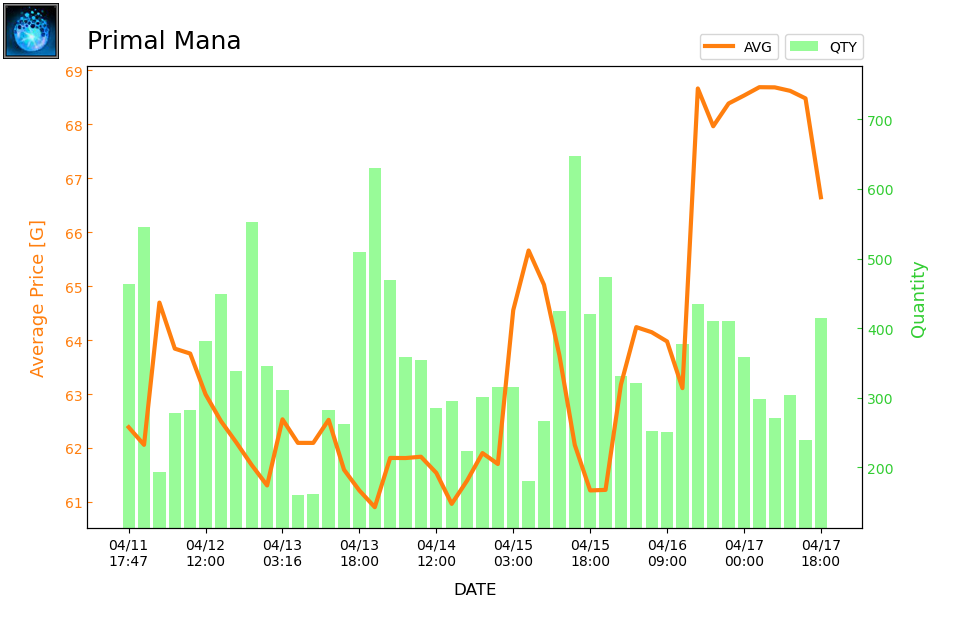 Primal Mana
AVG
QTY
69
68
67
66
65
64
63
62
61
Average Price [G]
700
600
500
400
300
200
Quantity
04/11 04/12 04/13 04/13 04/14 04/15 04/15 04/16 04/17 04/17
17:47 12:00 03:16 18:00 12:00 03:00 18:00 09:00 00:00 18:00
DATE